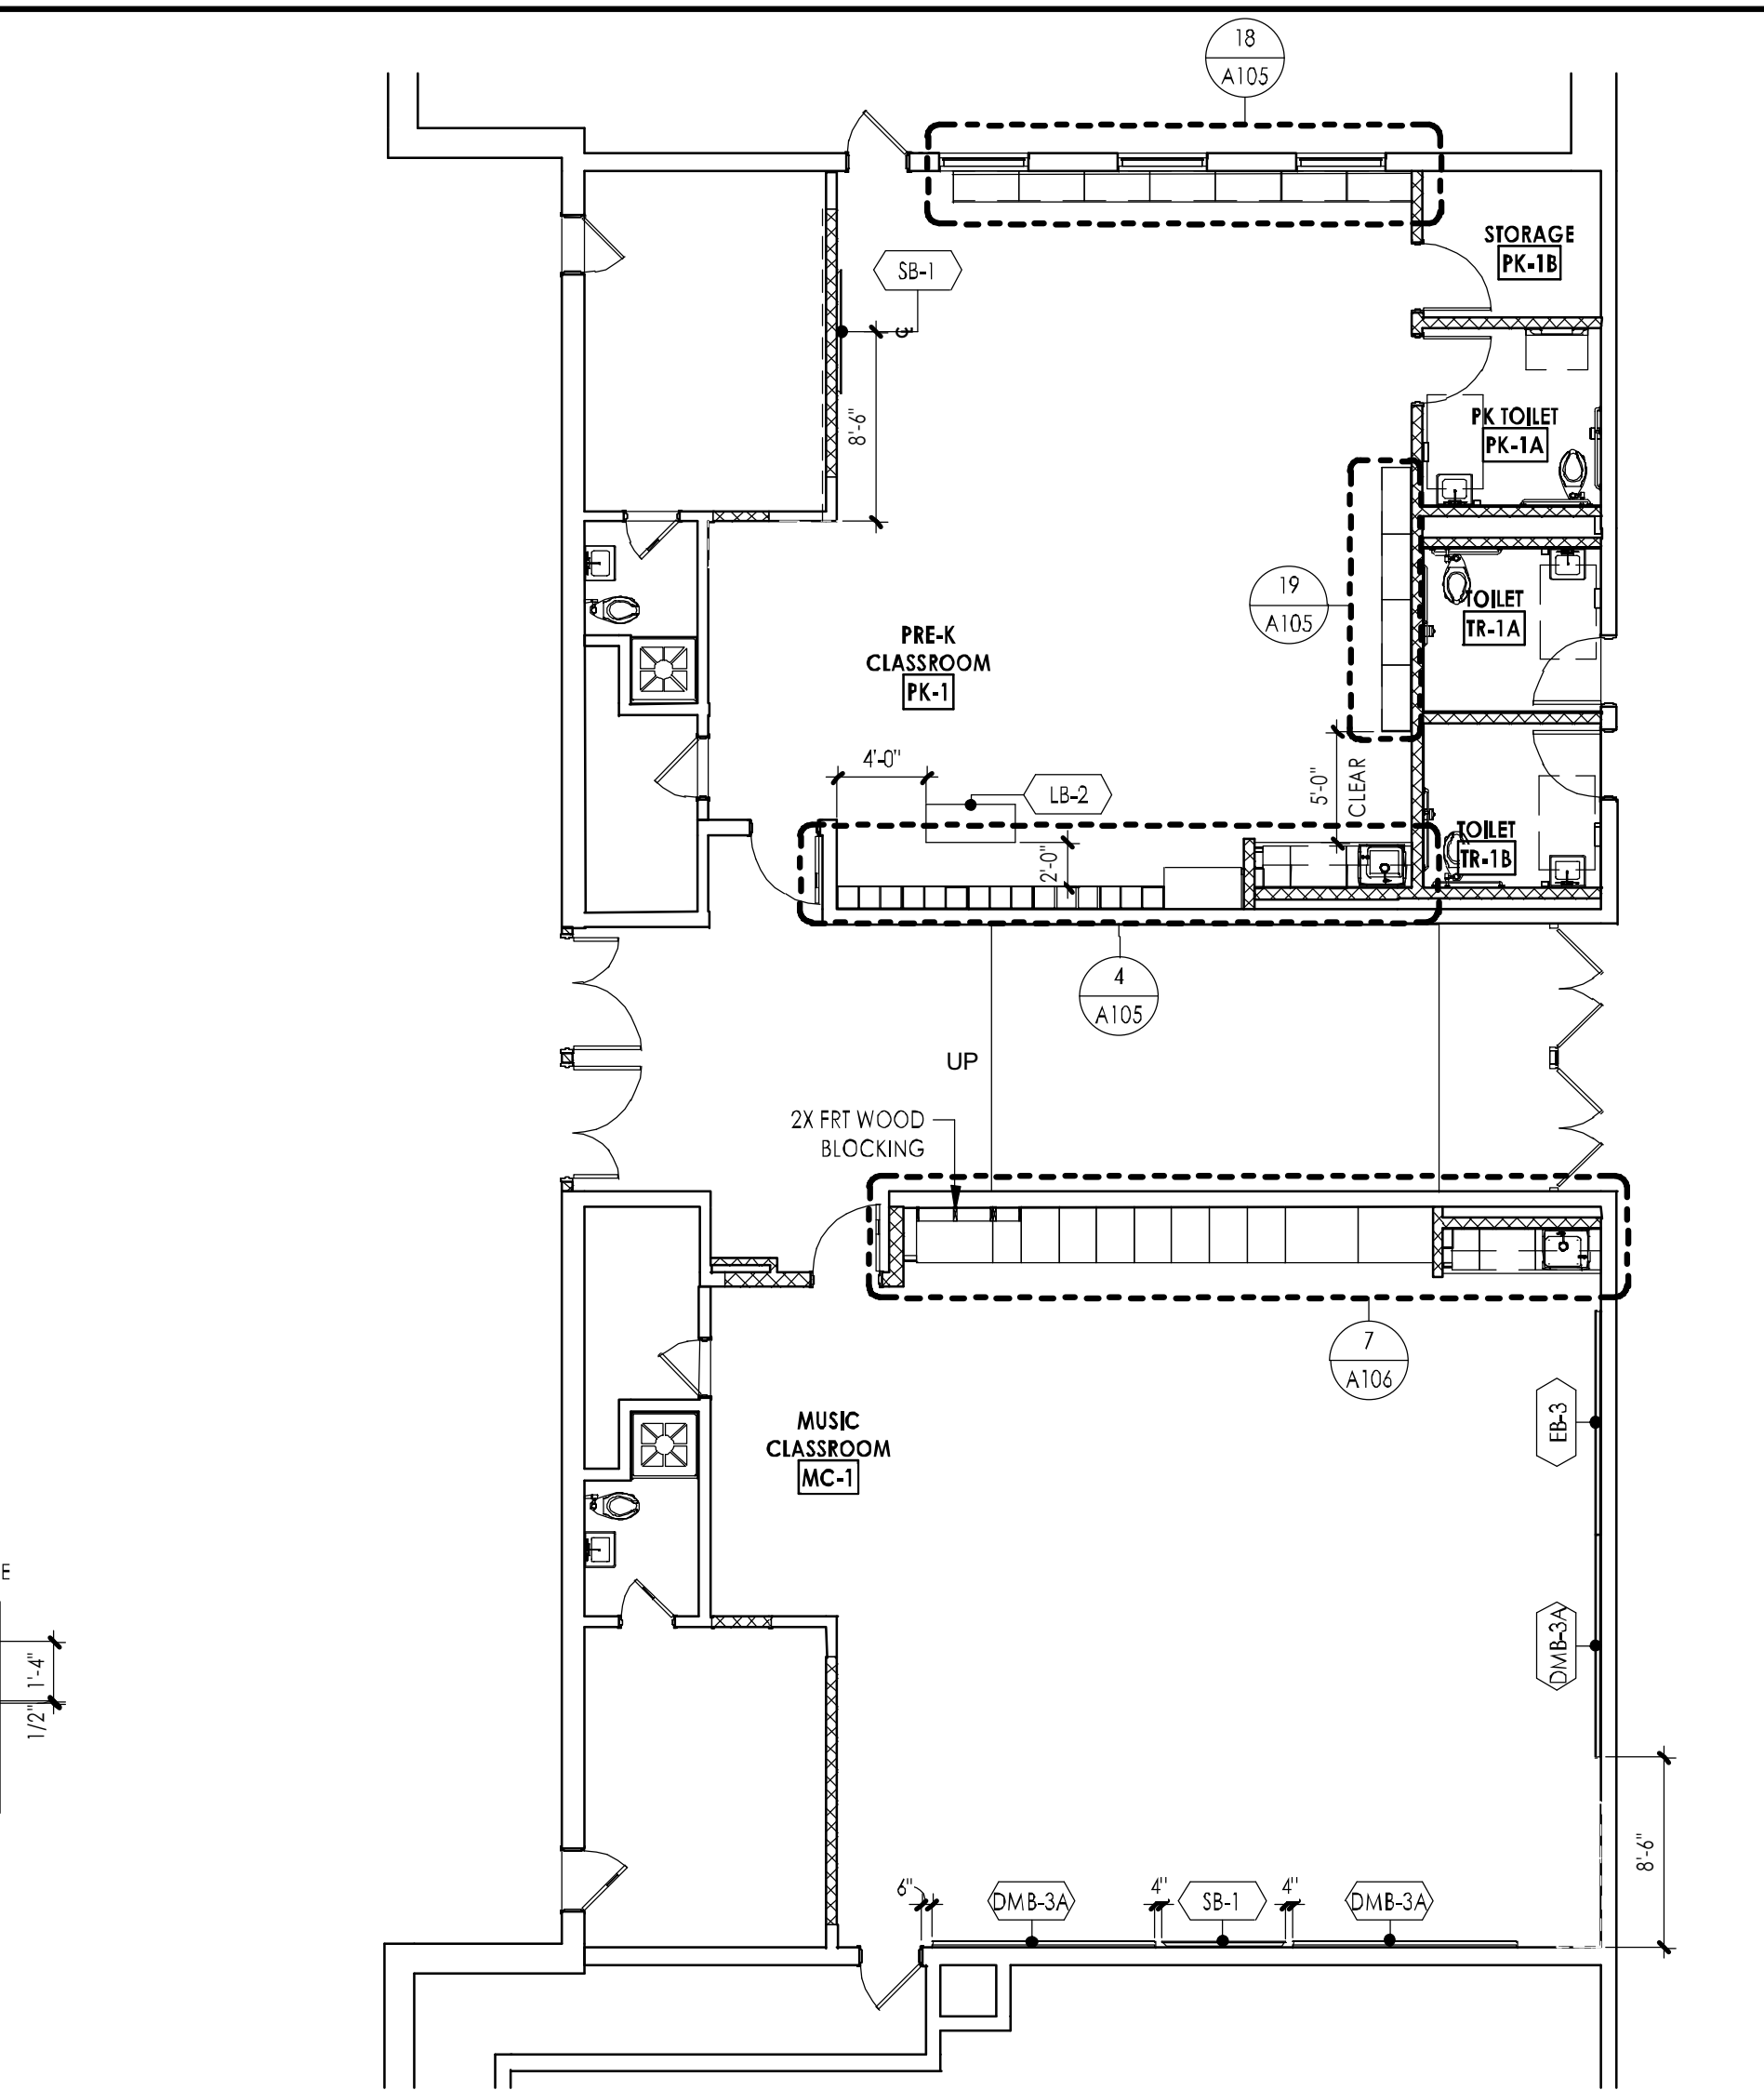 18
A105
STORAGE
PK-1B
SB-1
8'-6"
PK TOILET
PK-1A
19
A105
TOILET
TR-1A
PRE-K
CLASSROOM
PK-1
4'-0"
LB-2
5'-0"
CLEAR
2'-0"
TOILET
TR-1B
4
A105
UP
2X FRT WOOD
BLOCKING
7
A106
EB-3
MUSIC
CLASSROOM
MC-1
E
DMB-3A
1'-4"
1/2"
8'-6"
6"
DMB-3A
4"
SB-1
4"
DMB-3A